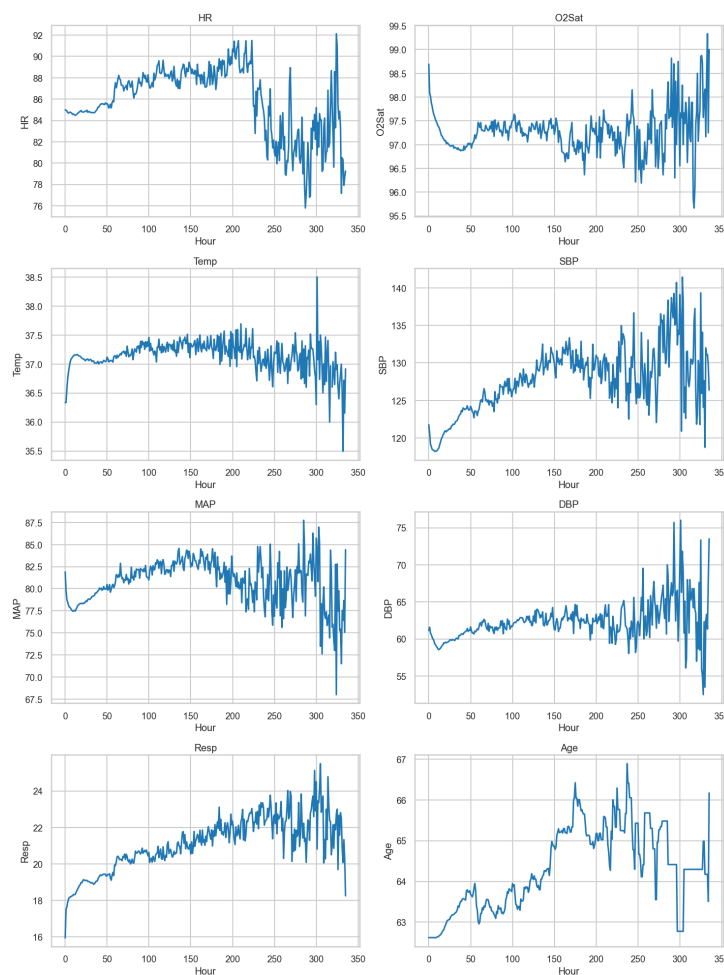 HR
92
90
88
86
84
82
80
78
76
HR
0 50 100 150 200 250 300 35
Hour
O2Sat
99.5
99.0
98.5
98.0
97.5
97.0
96.5
96.0
95.5
O2Sat
0 50 100 150 200 250 300 35
Hour
Temp
38.5
38.0
37.5
37.0
36.5
36.0
35.5
Temp
0 50 100 150 200 250 300 35
Hour
SBP
140
135
130
125
120
SBP
0 50 100 150 200 250 300 35
Hour
MAP
87.5
85.0
82.5
80.0
77.5
75.0
72.5
70.0
67.5
MAP
0 50 100 150 200 250 300 35
Hour
DBP
75
70
65
60
55
DBP
0 50 100 150 200 250 300 35
Hour
Resp
24
22
20
18
16
Resp
0 50 100 150 200 250 300 35
Hour
Age
67
66
65
64
63
Age
0 50 100 150 200 250 300 35
Hour